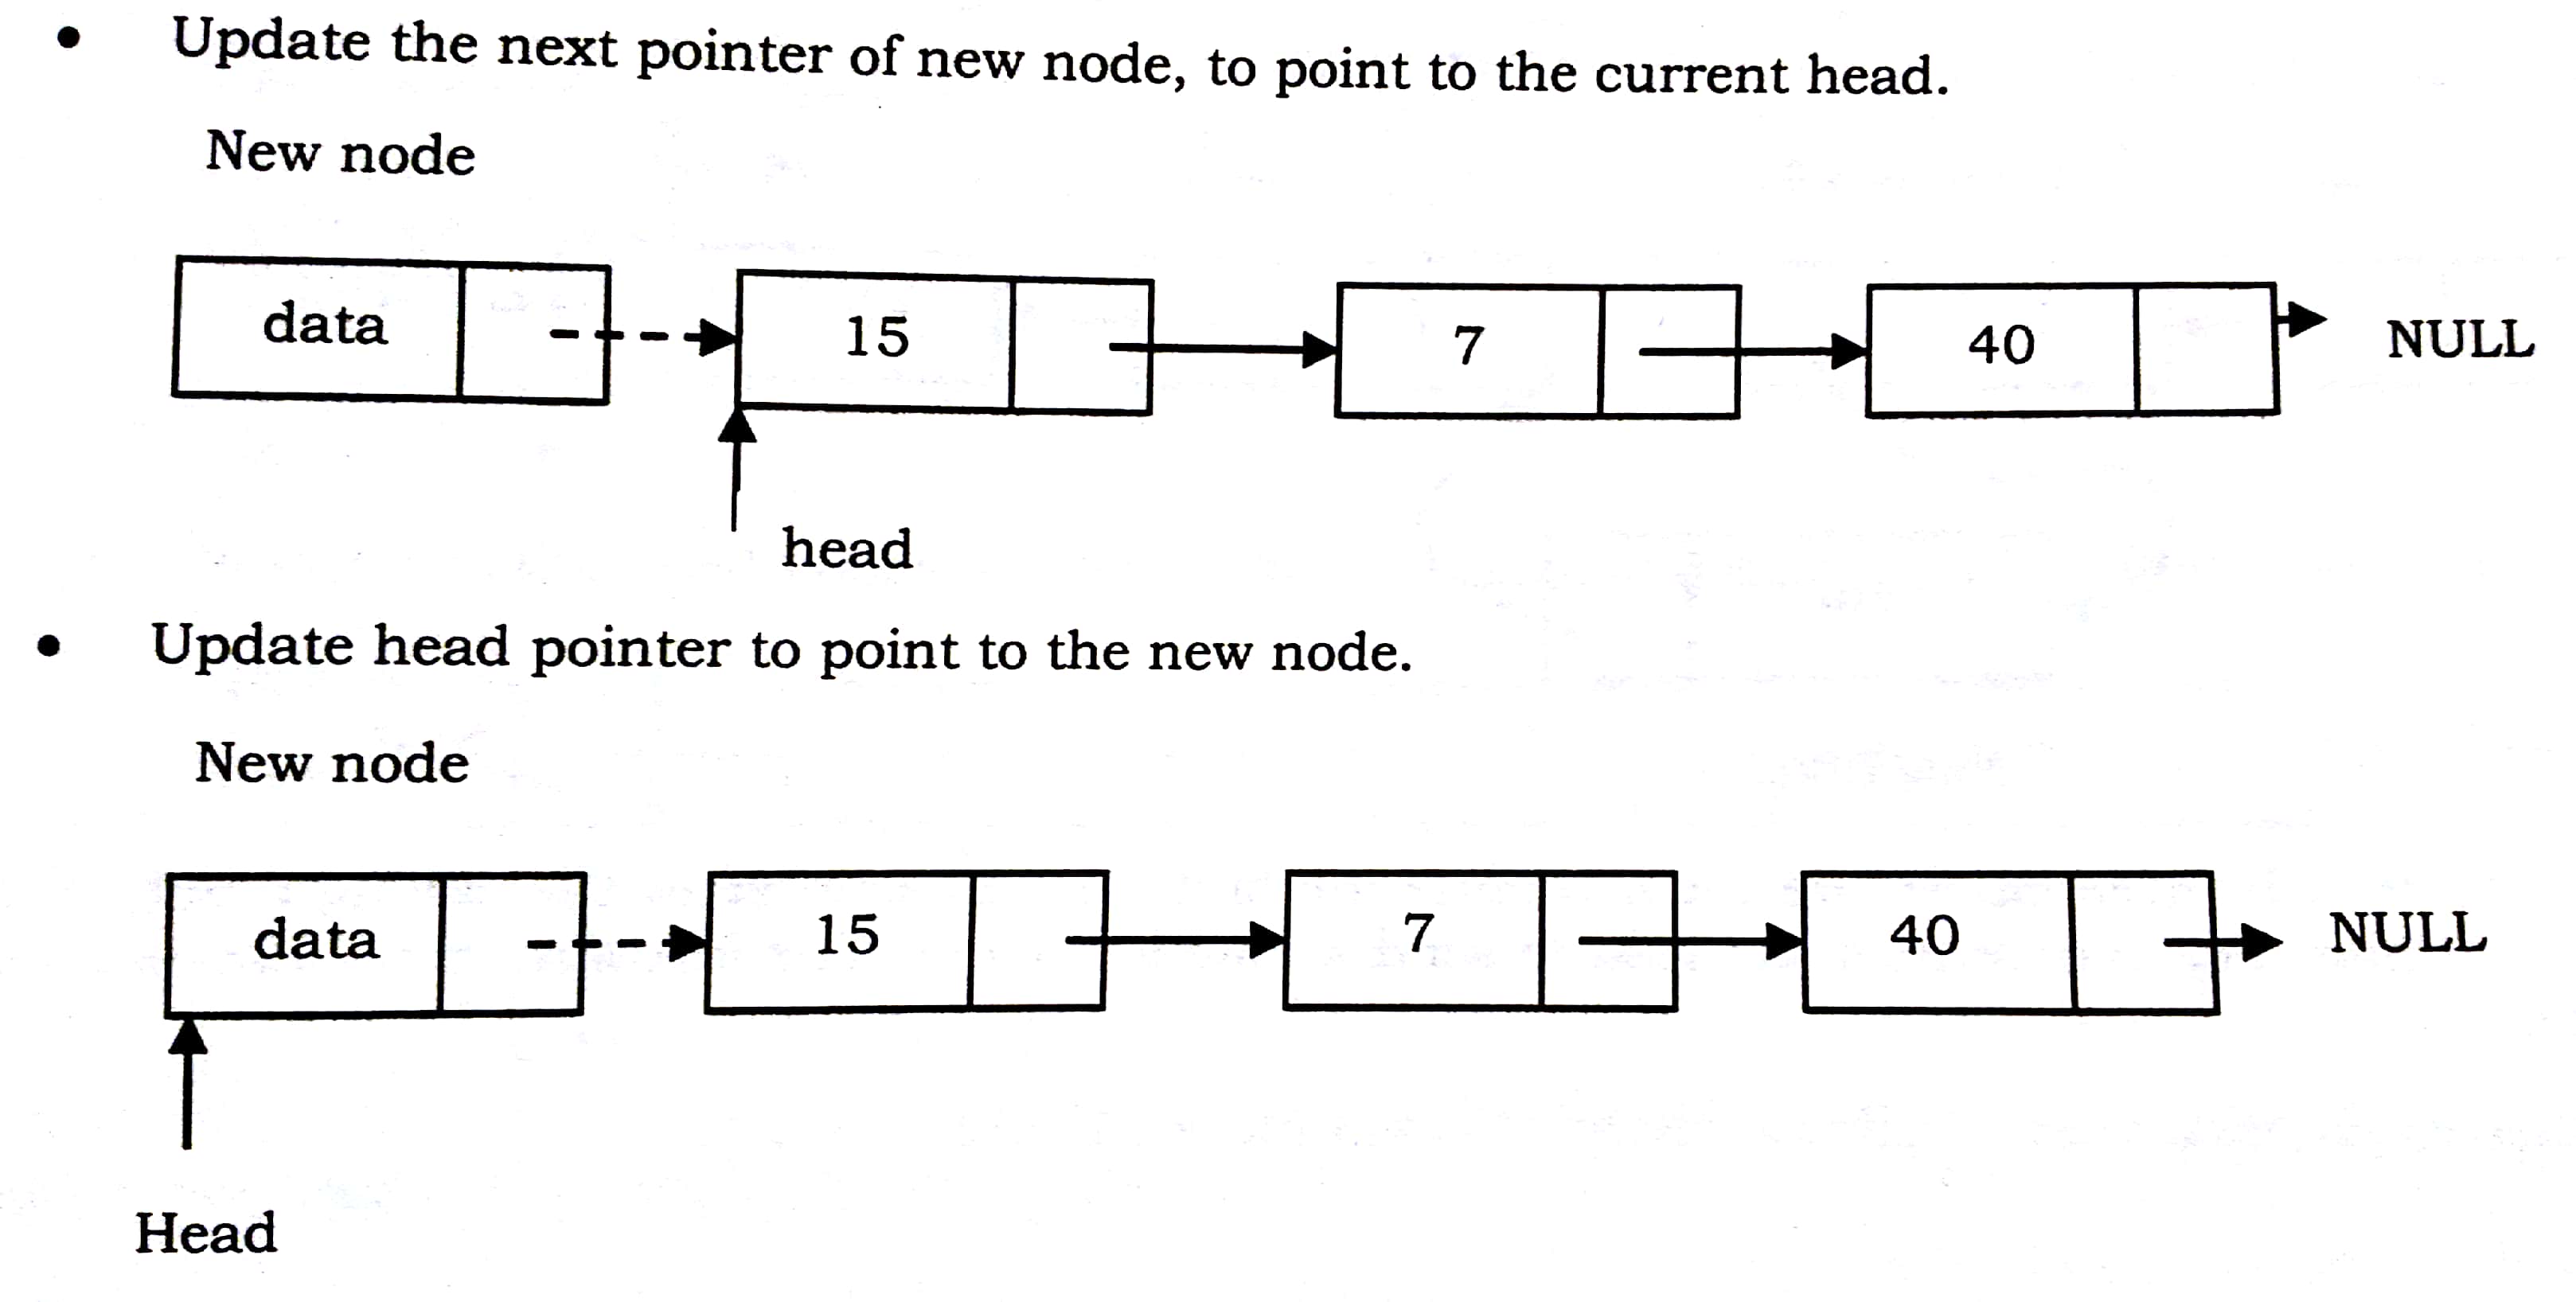 • Update the next pointer of new node, to point to the current head.
New node
data 15 7 40 NULL
head
• Update head pointer to point to the new node.
New node
data 15 7 40 NULL
Head